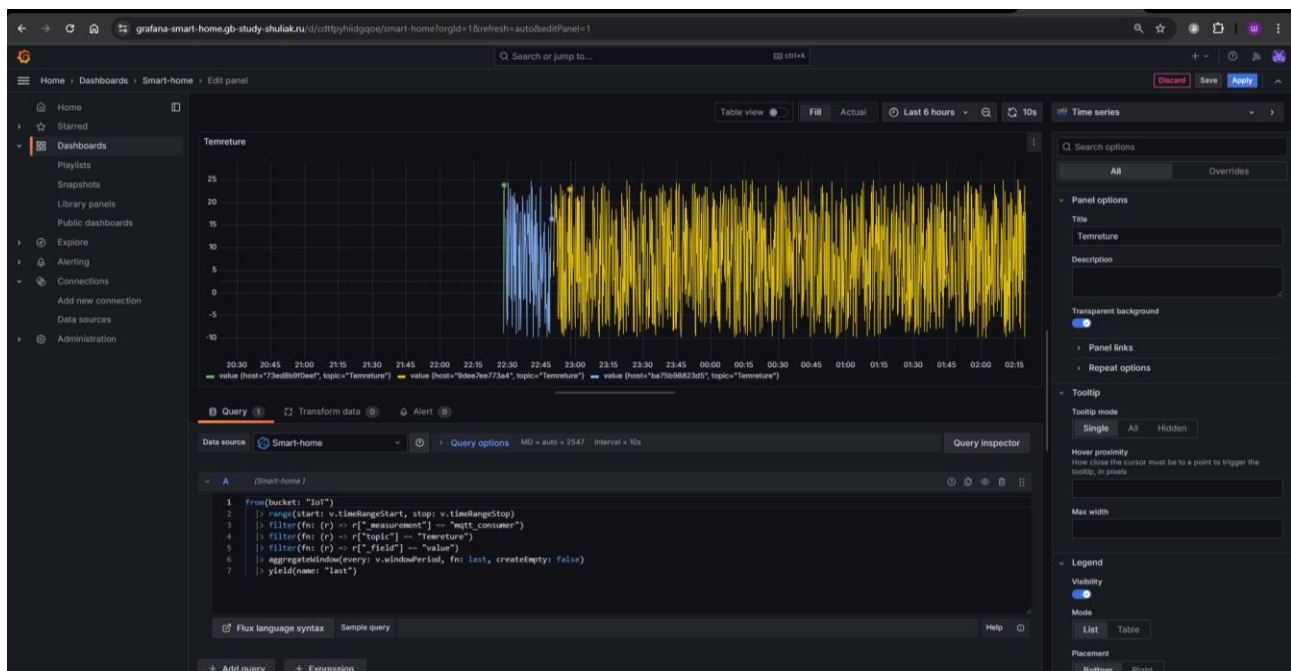 grafana-smart-home.gb-study-shuliak.ru/d/cdtfpyhiidgqoe/smart-home?orgId=1&refresh=auto&editPanel=1
Search or jump to... ctrl+k
Home › Dashboards › Smart-home › Edit panel Discard Save Apply
Home
Starred
Dashboards
Playlists
Snapshots
Library panels
Public dashboards
Explore
Alerting
Connections
Add new connection
Data sources
Administration
Table view Fill Actual Last 6 hours 10s
Temreture
25
20
15
10
5
0
-5
-10
20:30 20:45 21:00 21:15 21:30 21:45 22:00 22:15 22:30 22:45 23:00 23:15 23:30 23:45 00:00 00:15 00:30 00:45 01:00 01:15 01:30 01:45 02:00 02:15
value {host="73ed8b9f0eef", topic="Temreture"} value {host="9dee7ee773a4", topic="Temreture"} value {host="ba75b98823d5", topic="Temreture"}
Query 1 Transform data 0 Alert 0
Data source Smart-home Query options MD = auto = 2547 Interval = 10s Query inspector
A (Smart-home)
1 from(bucket: "IoT")
2 |> range(start: v.timeRangeStart, stop: v.timeRangeStop)
3 |> filter(fn: (r) => r["_measurement"] == "mqtt_consumer")
4 |> filter(fn: (r) => r["topic"] == "Temreture")
5 |> filter(fn: (r) => r["_field"] == "value")
6 |> aggregateWindow(every: v.windowPeriod, fn: last, createEmpty: false)
7 |> yield(name: "last")
Flux language syntax Sample query Help
+ Add query + Expression
Time series
Search options
All Overrides
Panel options
Title
Temreture
Description
Transparent background
Panel links
Repeat options
Tooltip
Tooltip mode
Single All Hidden
Hover proximity
How close the cursor must be to a point to trigger the
tooltip, in pixels
Max width
Legend
Visibility
Mode
List Table
Placement
Bottom Right